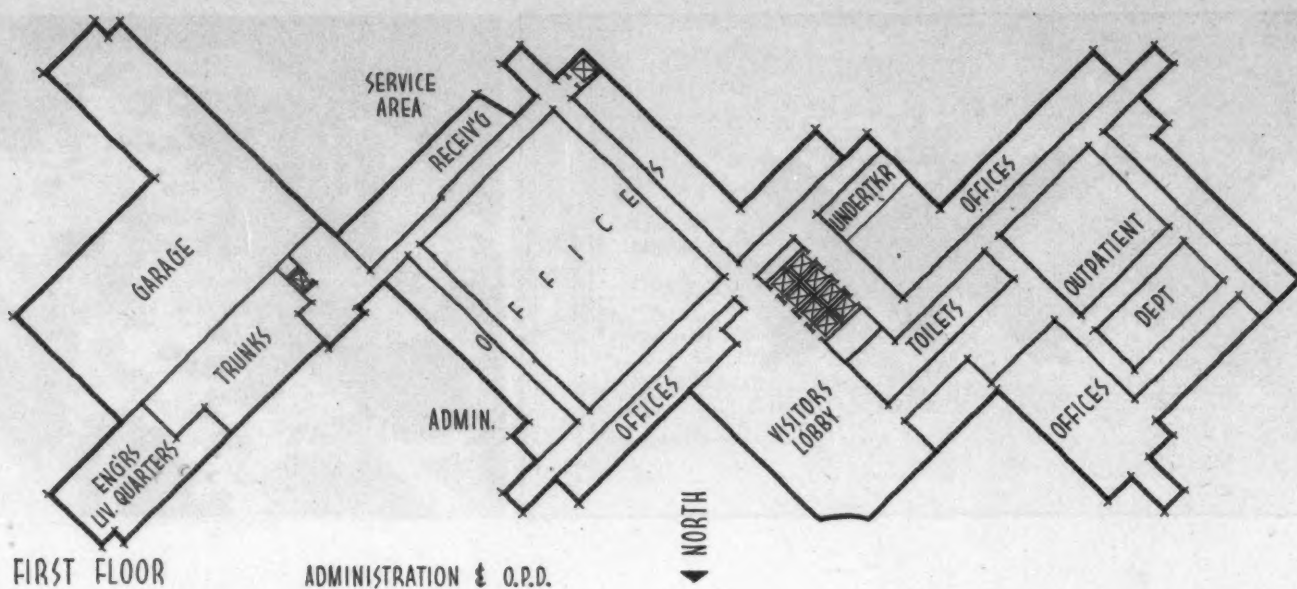 SERVICE
AREA
RECEIV'G
GARAGE
TRUNKS
ENGRS
LIV. QUARTERS
OFFICES
ADMIN.
OFFICES
UNDERTKR
OFFICES
TOILETS
OUTPATIENT
DEPT
OFFICES
VISITORS
LOBBY
NORTH
FIRST FLOOR
ADMINISTRATION & O.P.D.